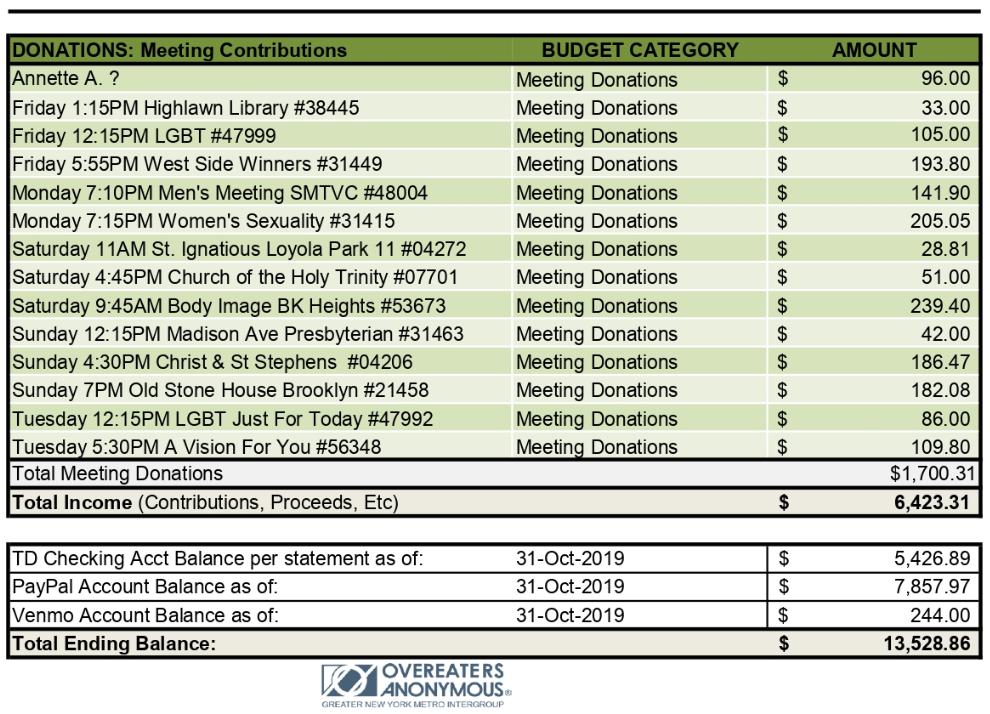 DONATIONS: Meeting Contributions BUDGET CATEGORY AMOUNT
Annette A. ? Meeting Donations $ 96.00
Friday 1:15PM Highlawn Library #38445 Meeting Donations $ 33.00
Friday 12:15PM LGBT #47999 Meeting Donations $ 105.00
Friday 5:55PM West Side Winners #31449 Meeting Donations $ 193.80
Monday 7:10PM Men's Meeting SMTVC #48004 Meeting Donations $ 141.90
Monday 7:15PM Women's Sexuality #31415 Meeting Donations $ 205.05
Saturday 11AM St. Ignatious Loyola Park 11 #04272 Meeting Donations $ 28.81
Saturday 4:45PM Church of the Holy Trinity #07701 Meeting Donations $ 51.00
Saturday 9:45AM Body Image BK Heights #53673 Meeting Donations $ 239.40
Sunday 12:15PM Madison Ave Presbyterian #31463 Meeting Donations $ 42.00
Sunday 4:30PM Christ & St Stephens #04206 Meeting Donations $ 186.47
Sunday 7PM Old Stone House Brooklyn #21458 Meeting Donations $ 182.08
Tuesday 12:15PM LGBT Just For Today #47992 Meeting Donations $ 86.00
Tuesday 5:30PM A Vision For You #56348 Meeting Donations $ 109.80
Total Meeting Donations $1,700.31
Total Income (Contributions, Proceeds, Etc) $ 6,423.31
TD Checking Acct Balance per statement as of: 31-Oct-2019 $ 5,426.89
PayPal Account Balance as of: 31-Oct-2019 $ 7,857.97
Venmo Account Balance as of: 31-Oct-2019 $ 244.00
Total Ending Balance: $ 13,528.86
OVEREATERS
ANONYMOUS®
GREATER NEW YORK METRO INTERGROUP